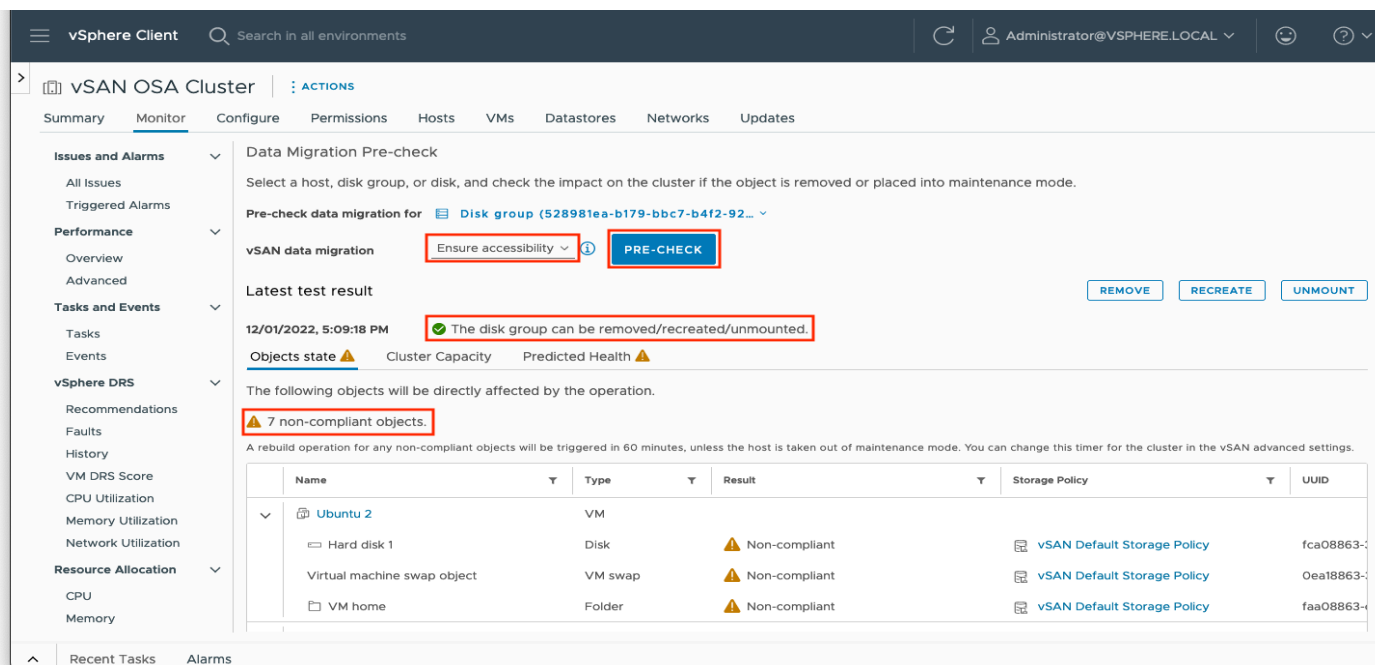 vSphere Client Search in all environments Administrator@VSPHERE.LOCAL
vSAN OSA Cluster ACTIONS
Summary Monitor Configure Permissions Hosts VMs Datastores Networks Updates
Issues and Alarms
All Issues
Triggered Alarms
Performance
Overview
Advanced
Tasks and Events
Tasks
Events
vSphere DRS
Recommendations
Faults
History
VM DRS Score
CPU Utilization
Memory Utilization
Network Utilization
Resource Allocation
CPU
Memory
Data Migration Pre-check
Select a host, disk group, or disk, and check the impact on the cluster if the object is removed or placed into maintenance mode.
Pre-check data migration for Disk group (528981ea-b179-bbc7-b4f2-92...
vSAN data migration Ensure accessibility PRE-CHECK
Latest test result REMOVE RECREATE UNMOUNT
12/01/2022, 5:09:18 PM The disk group can be removed/recreated/unmounted.
Objects state Cluster Capacity Predicted Health
The following objects will be directly affected by the operation.
7 non-compliant objects.
A rebuild operation for any non-compliant objects will be triggered in 60 minutes, unless the host is taken out of maintenance mode. You can change this timer for the cluster in the vSAN advanced settings.
Name Type Result Storage Policy UUID
Ubuntu 2 VM
Hard disk 1 Disk Non-compliant vSAN Default Storage Policy fca08863-
Virtual machine swap object VM swap Non-compliant vSAN Default Storage Policy 0ea18863-
VM home Folder Non-compliant vSAN Default Storage Policy faa08863-
Recent Tasks Alarms